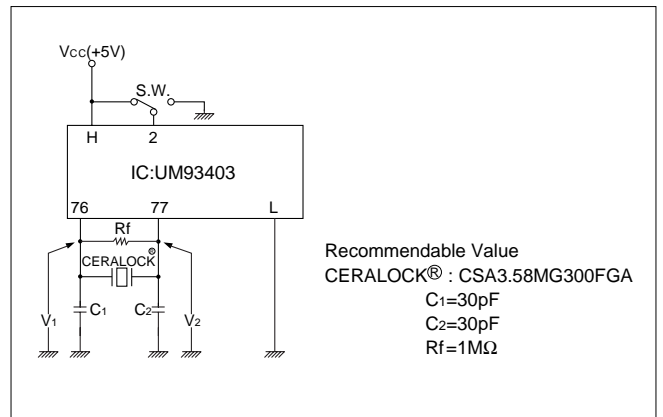 Vcc(+5V)
S.W.
H 2
IC:UM93403
76 77 L
Rf
CERALOCK®
V1 C1 C2 V2
Recommendable Value
CERALOCK® : CSA3.58MG300FGA
C1=30pF
C2=30pF
Rf=1MΩ